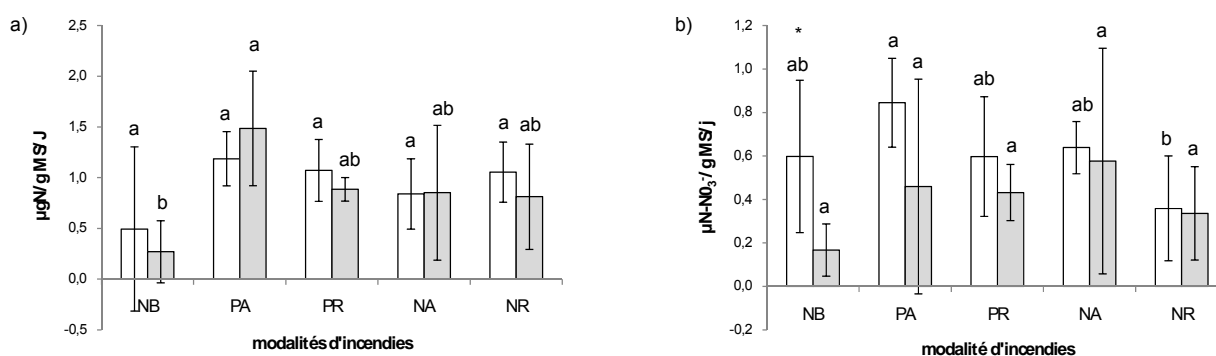 a)
µgN/gMS/J
2,5
2,0
1,5
1,0
0,5
0,0
-0,5
a
b
a
a
a
ab
a
ab
a
ab
NB
PA
PR
NA
NR
modalités d'incendies
b)
µN-N03-/gMS/j
1,2
1,0
0,8
0,6
0,4
0,2
0,0
-0,2
*
ab
a
a
a
ab
a
ab
a
b
a
NB
PA
PR
NA
NR
modalité d'incendies